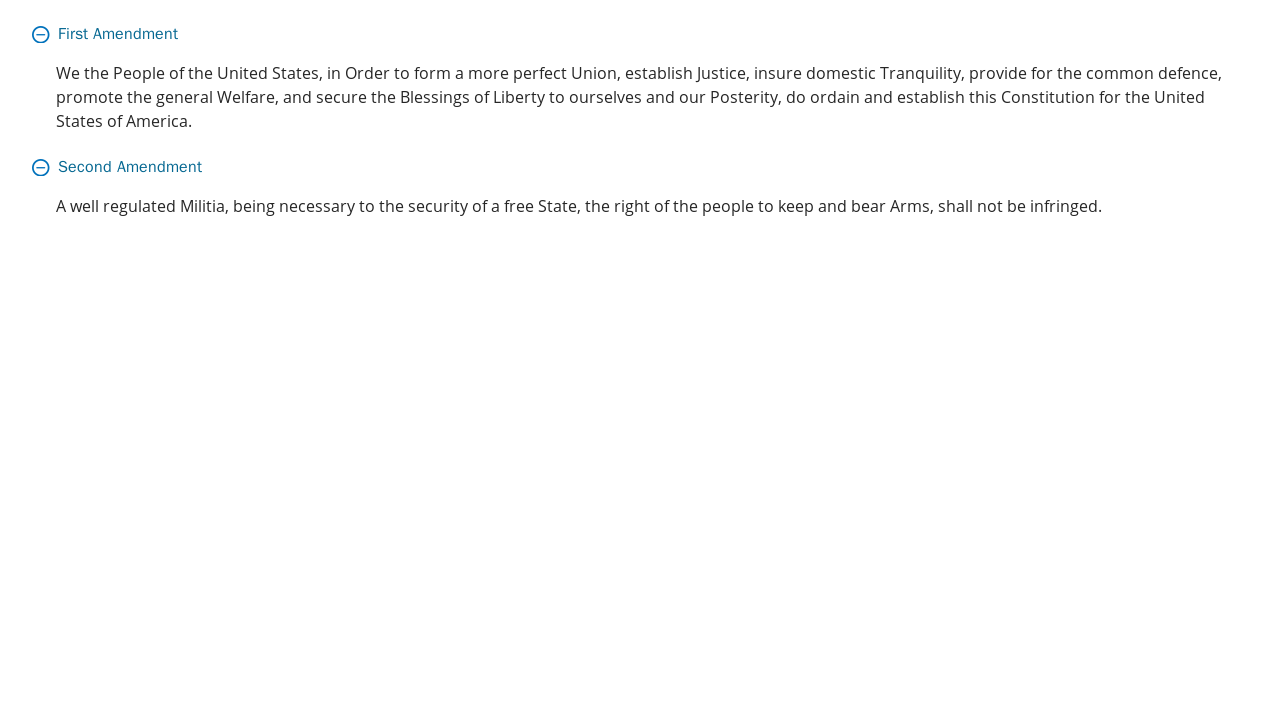 First Amendment
We the People of the United States, in Order to form a more perfect Union, establish Justice, insure domestic Tranquility, provide for the common defence,
promote the general Welfare, and secure the Blessings of Liberty to ourselves and our Posterity, do ordain and establish this Constitution for the United
States of America.
Second Amendment
A well regulated Militia, being necessary to the security of a free State, the right of the people to keep and bear Arms, shall not be infringed.